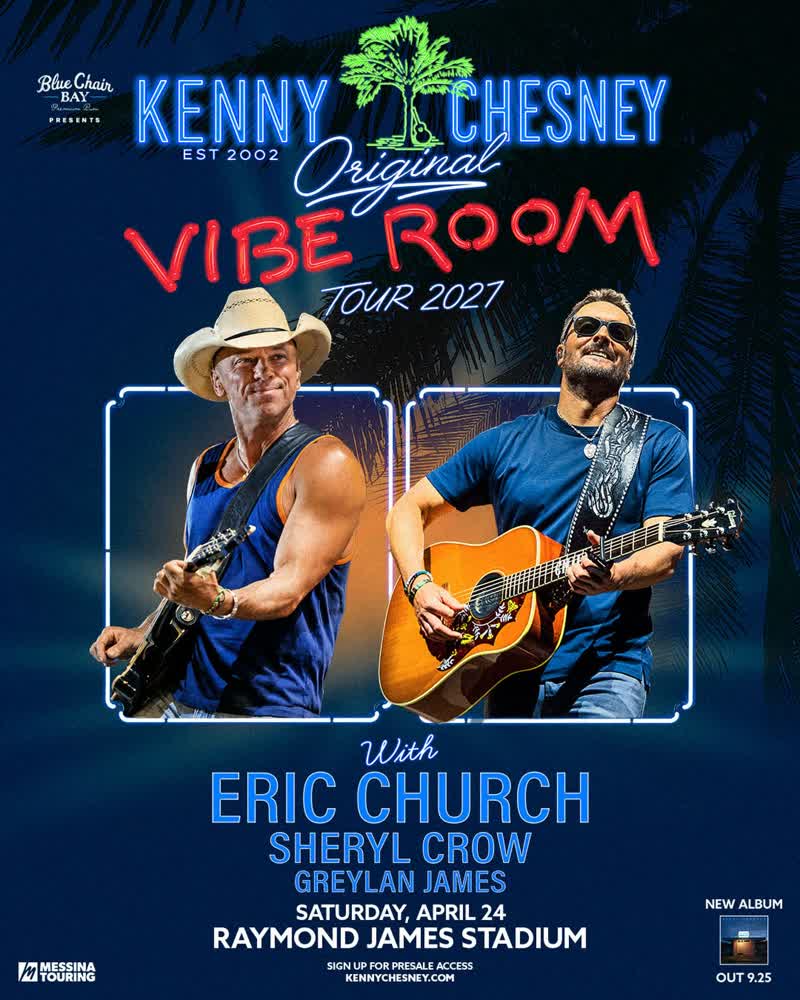 Blue Chair
BAY
Premium Rum
PRESENTS
KENNY CHESNEY
EST 2002
Original
VIBE ROOM
TOUR 2027
With
ERIC CHURCH
SHERYL CROW
GREYLAN JAMES
SATURDAY, APRIL 24
RAYMOND JAMES STADIUM
SIGN UP FOR PRESALE ACCESS
KENNYCHESNEY.COM
MESSINA
TOURING
NEW ALBUM
OUT 9.25